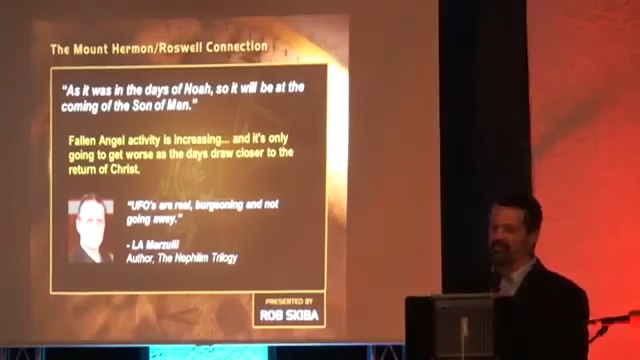 The Mount Hermon/Roswell Connection
"As it was in the days of Noah, so it will be at the
coming of the Son of Man."
Fallen Angel activity is increasing... and it's only
going to get worse as the days draw closer to the
return of Christ.
"UFO's are real, burgeoning and not
going away."
- LA Marzulli
Author, The Nephilim Trilogy
PRESENTED BY
ROB SKIBA